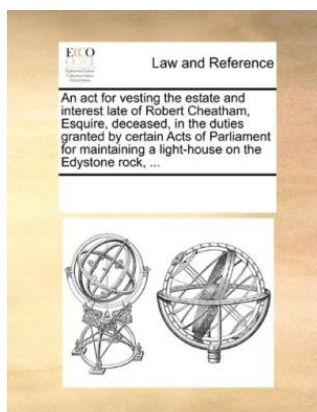 ECCO
Law and Reference
An act for vesting the estate and
interest late of Robert Cheatham,
Esquire, deceased, in the duties
granted by certain Acts of Parliament
for maintaining a light-house on the
Edystone rock, ...